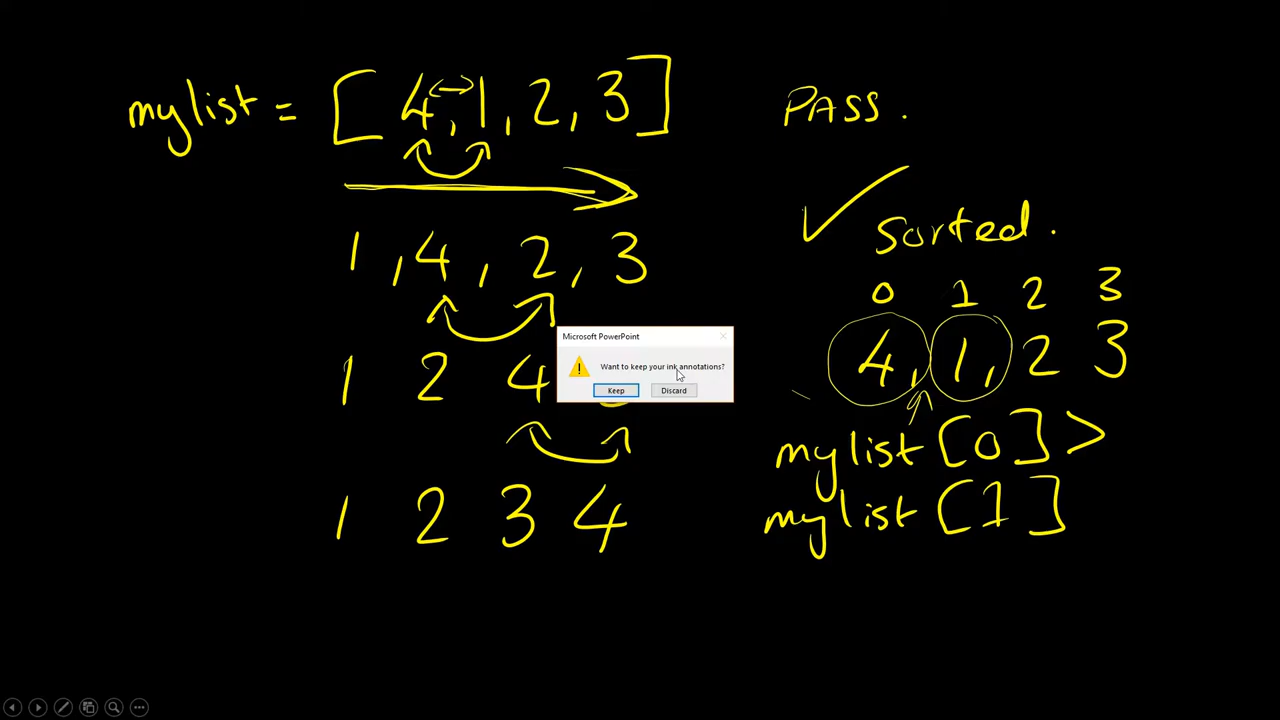 mylist = [4, 1, 2, 3]
1, 4, 2, 3
1 2 4
1 2 3 4
PASS.
Sorted.
0 1 2 3
4, 1, 2 3
mylist[0] >
mylist[1]
Microsoft PowerPoint
Want to keep your ink annotations?
Keep
Discard